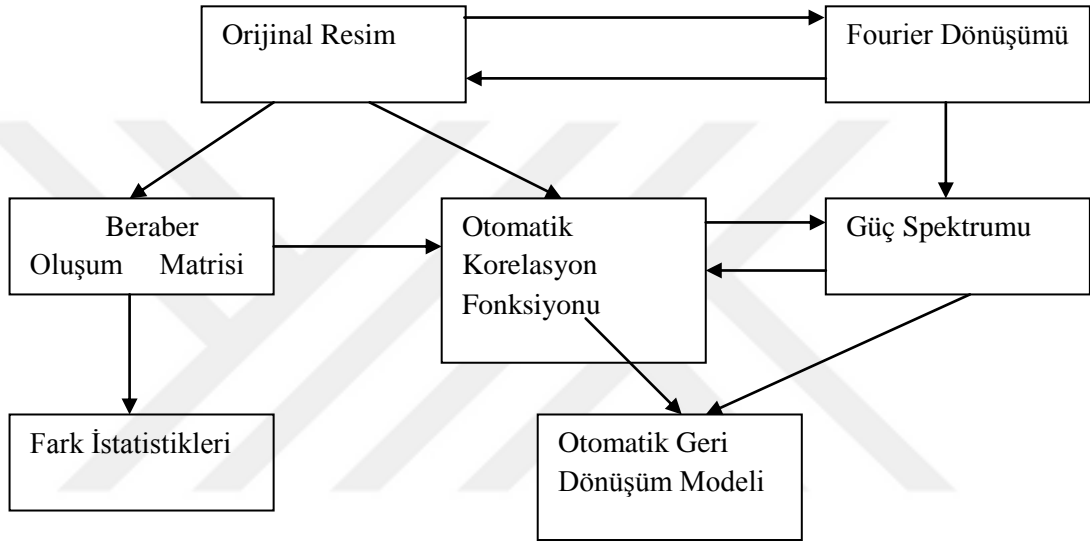 Orijinal Resim
Fourier Dönüşümü
Beraber
Oluşum Matrisi
Otomatik
Korelasyon
Fonksiyonu
Güç Spektrumu
Fark İstatistikleri
Otomatik Geri
Dönüşüm Modeli